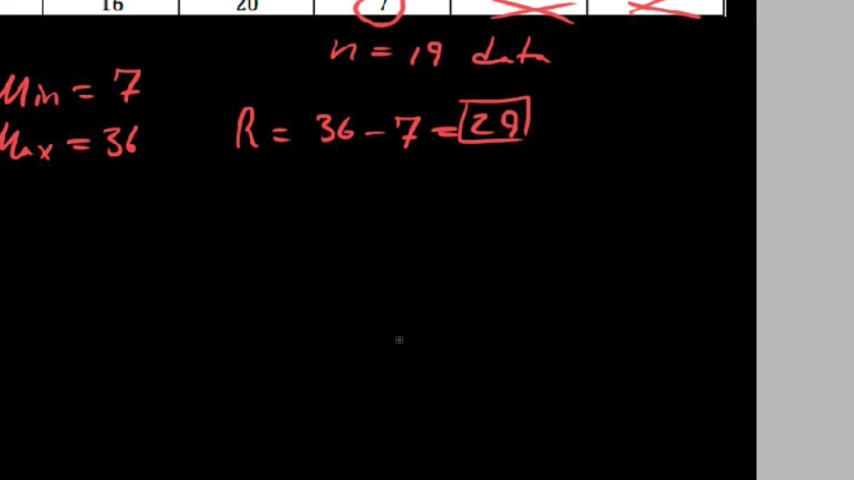 16 20 7
n = 19 data
Min = 7
Max = 36
R = 36 - 7 = 29